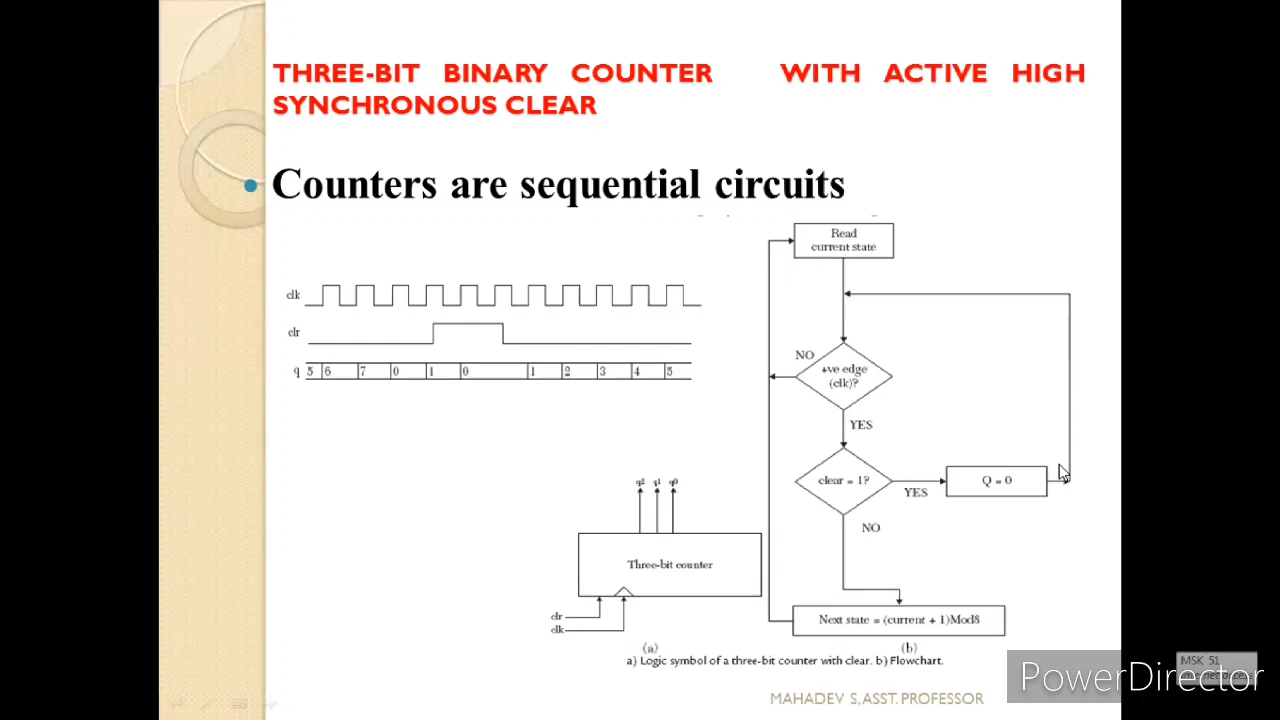 THREE-BIT BINARY COUNTER WITH ACTIVE HIGH
SYNCHRONOUS CLEAR
Counters are sequential circuits
clk
clr
q 5 6 7 0 1 0 1 2 3 4 5
q2 q1 q0
Three-bit counter
clr
clk
(a)
Read
current state
NO
+ve edge
(clk)?
YES
clear = 1?
YES
Q = 0
NO
Next state = (current + 1)Mod8
(b)
a) Logic symbol of a three-bit counter with clear. b) Flowchart.
MAHADEV S, ASST. PROFESSOR
MSK 51
PowerDirector